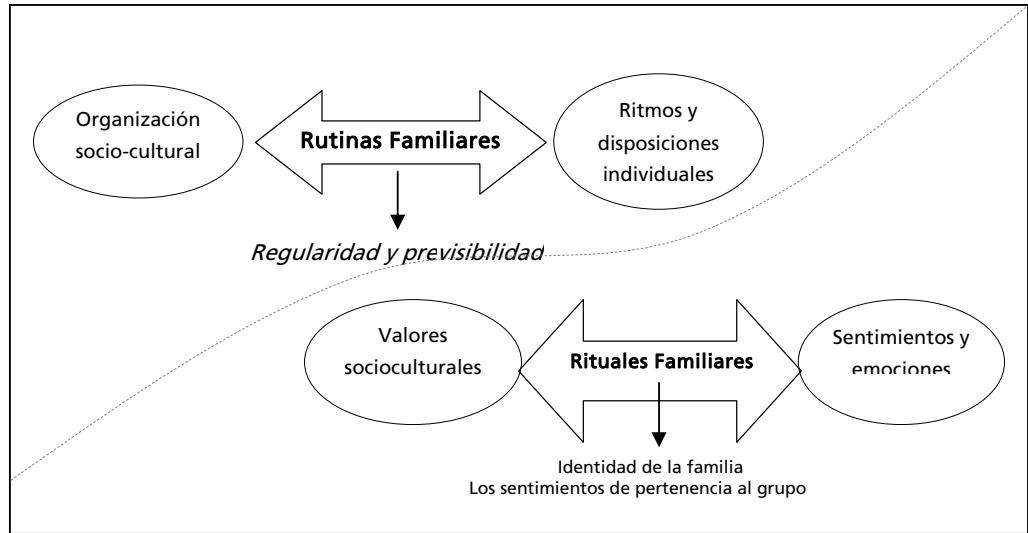 Organización
socio-cultural
Rutinas Familiares
Ritmos y
disposiciones
individuales
Regularidad y previsibilidad
Valores
socioculturales
Rituales Familiares
Sentimientos y
emociones
Identidad de la familia
Los sentimientos de pertenencia al grupo